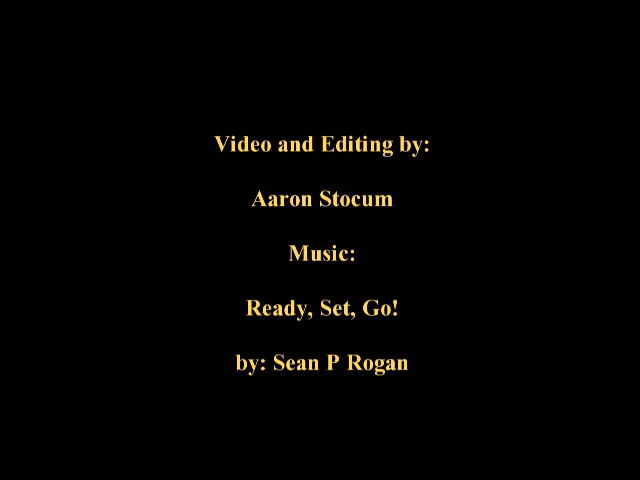 Video and Editing by:
Aaron Stocum
Music:
Ready, Set, Go!
by: Sean P Rogan